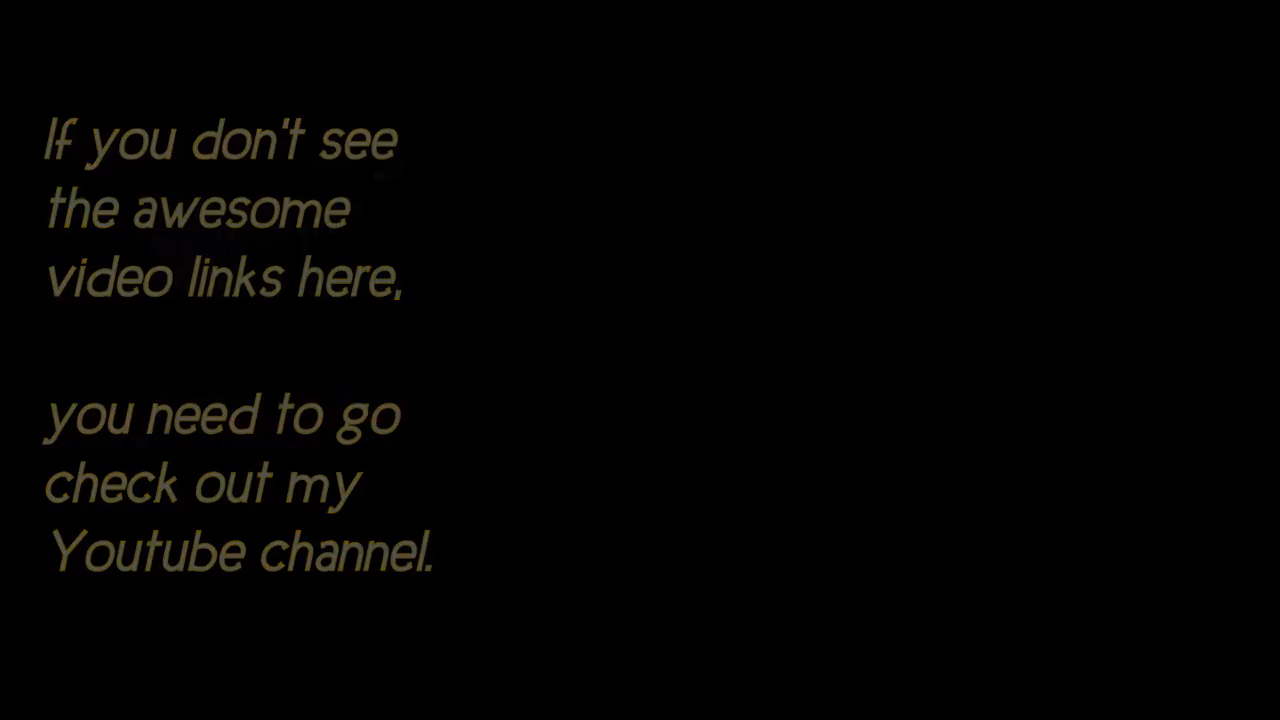 If you don't see
the awesome
video links here,
you need to go
check out my
Youtube channel.